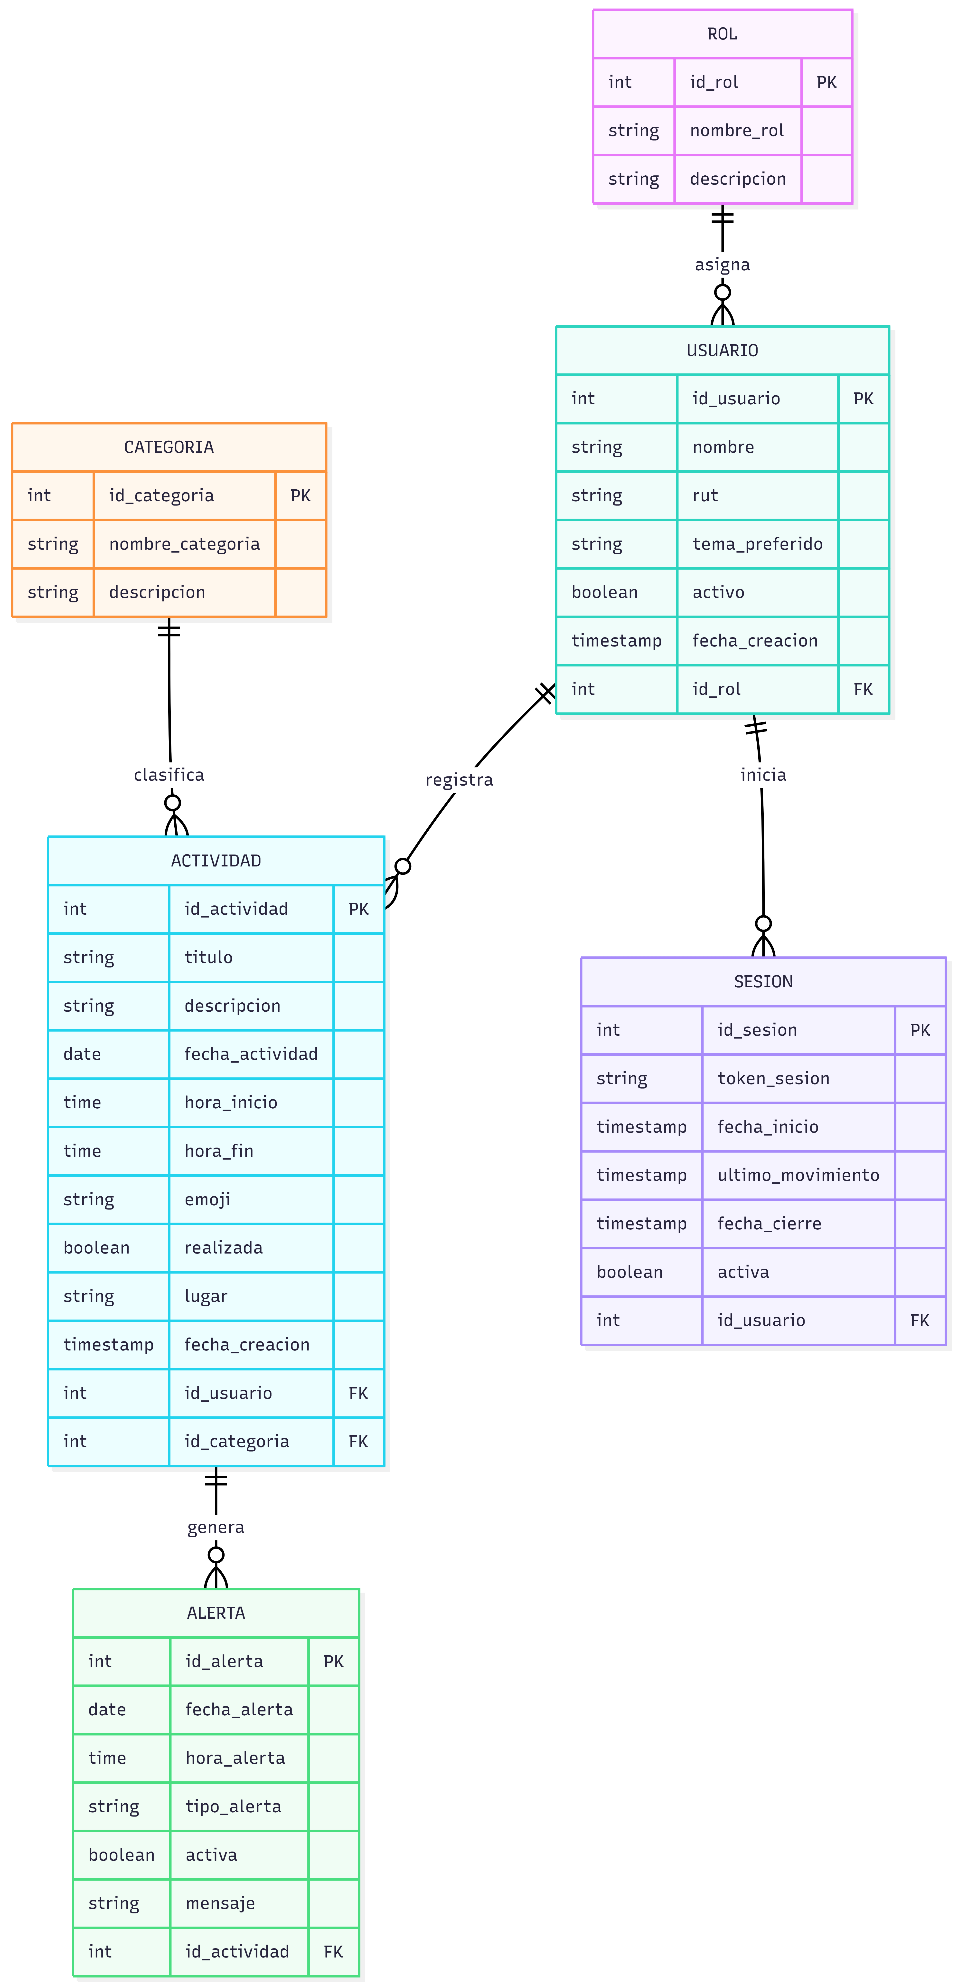 ROL
int id_rol PK
string nombre_rol
string descripcion
asigna
USUARIO
int id_usuario PK
string nombre
string rut
string tema_preferido
boolean activo
timestamp fecha_creacion
int id_rol FK
CATEGORIA
int id_categoria PK
string nombre_categoria
string descripcion
clasifica
registra
inicia
ACTIVIDAD
int id_actividad PK
string titulo
string descripcion
date fecha_actividad
time hora_inicio
time hora_fin
string emoji
boolean realizada
string lugar
timestamp fecha_creacion
int id_usuario FK
int id_categoria FK
SESION
int id_sesion PK
string token_sesion
timestamp fecha_inicio
timestamp ultimo_movimiento
timestamp fecha_cierre
boolean activa
int id_usuario FK
genera
ALERTA
int id_alerta PK
date fecha_alerta
time hora_alerta
string tipo_alerta
boolean activa
string mensaje
int id_actividad FK